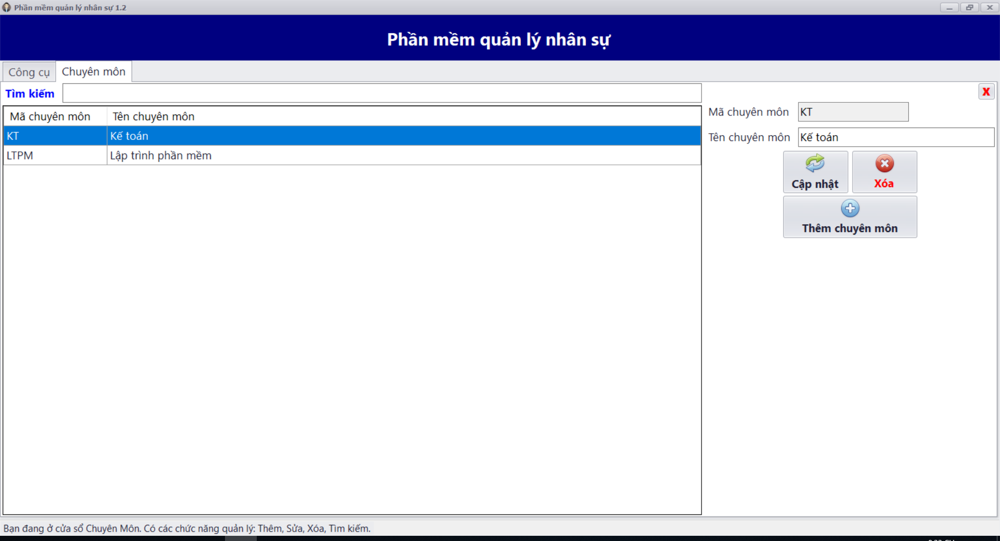 Phần mềm quản lý nhân sự 1.2
Phần mềm quản lý nhân sự
Công cụ
Chuyên môn
Tìm kiếm
X
Mã chuyên môn
Tên chuyên môn
KT
Kế toán
LTPM
Lập trình phần mềm
Mã chuyên môn
KT
Tên chuyên môn
Kế toán
Cập nhật
Xóa
Thêm chuyên môn
Bạn đang ở cửa sổ Chuyên Môn. Có các chức năng quản lý: Thêm, Sửa, Xóa, Tìm kiếm.